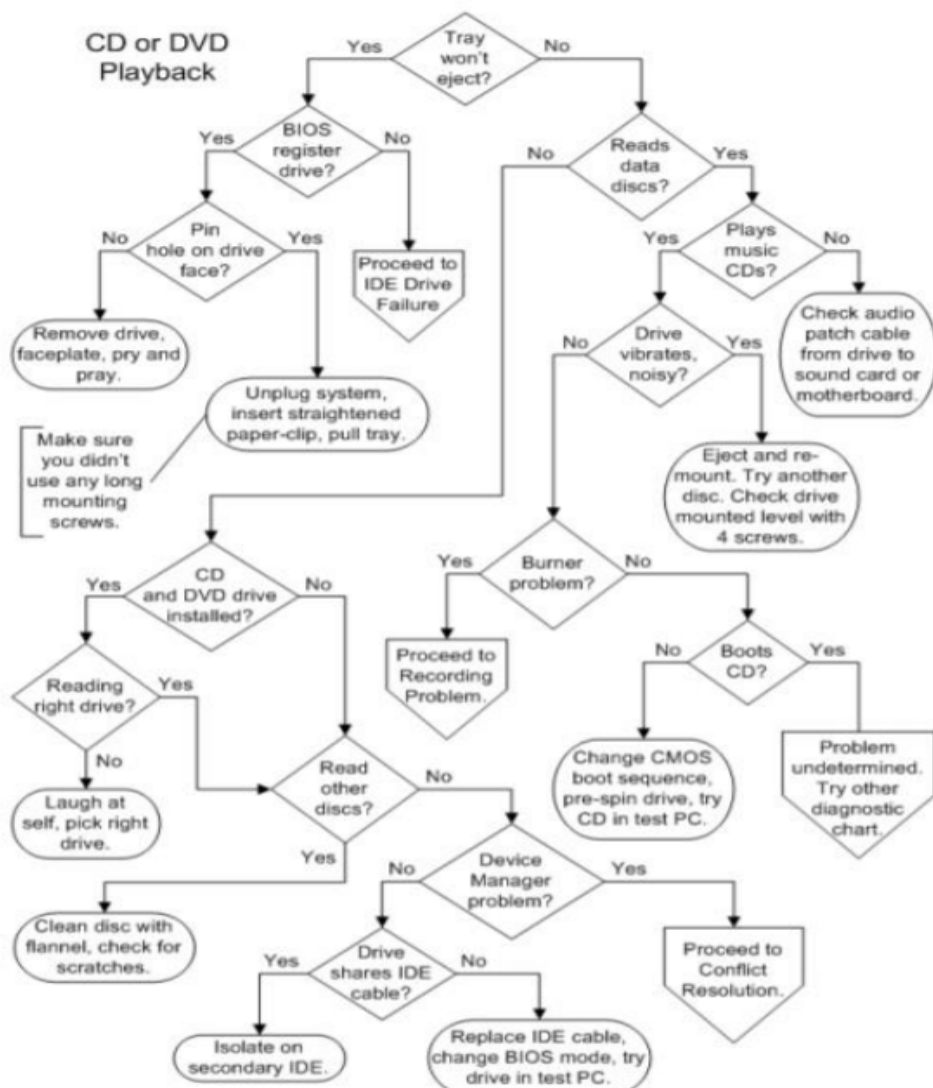 CD or DVD
Playback
Tray
won't
eject?
Yes
No
BIOS
register
drive?
Yes
No
Reads
data
discs?
No
Yes
Pin
hole on drive
face?
No
Yes
Proceed to
IDE Drive
Failure
Plays
music
CDs?
Yes
No
Remove drive,
faceplate, pry and
pray.
Unplug system,
insert straightened
paper-clip, pull tray.
Make sure
you didn't
use any long
mounting
screws.
Drive
vibrates,
noisy?
No
Yes
Check audio
patch cable
from drive to
sound card or
motherboard.
Eject and re-
mount. Try another
disc. Check drive
mounted level with
4 screws.
CD
and DVD drive
installed?
Yes
No
Burner
problem?
Yes
No
Proceed to
Recording
Problem.
Boots
CD?
No
Yes
Reading
right drive?
Yes
No
Laugh at
self, pick right
drive.
Read
other
discs?
No
Yes
Change CMOS
boot sequence,
pre-spin drive, try
CD in test PC.
Problem
undetermined.
Try other
diagnostic
chart.
Clean disc with
flannel, check for
scratches.
Device
Manager
problem?
No
Yes
Drive
shares IDE
cable?
Yes
No
Proceed to
Conflict
Resolution.
Isolate on
secondary IDE.
Replace IDE cable,
change BIOS mode, try
drive in test PC.